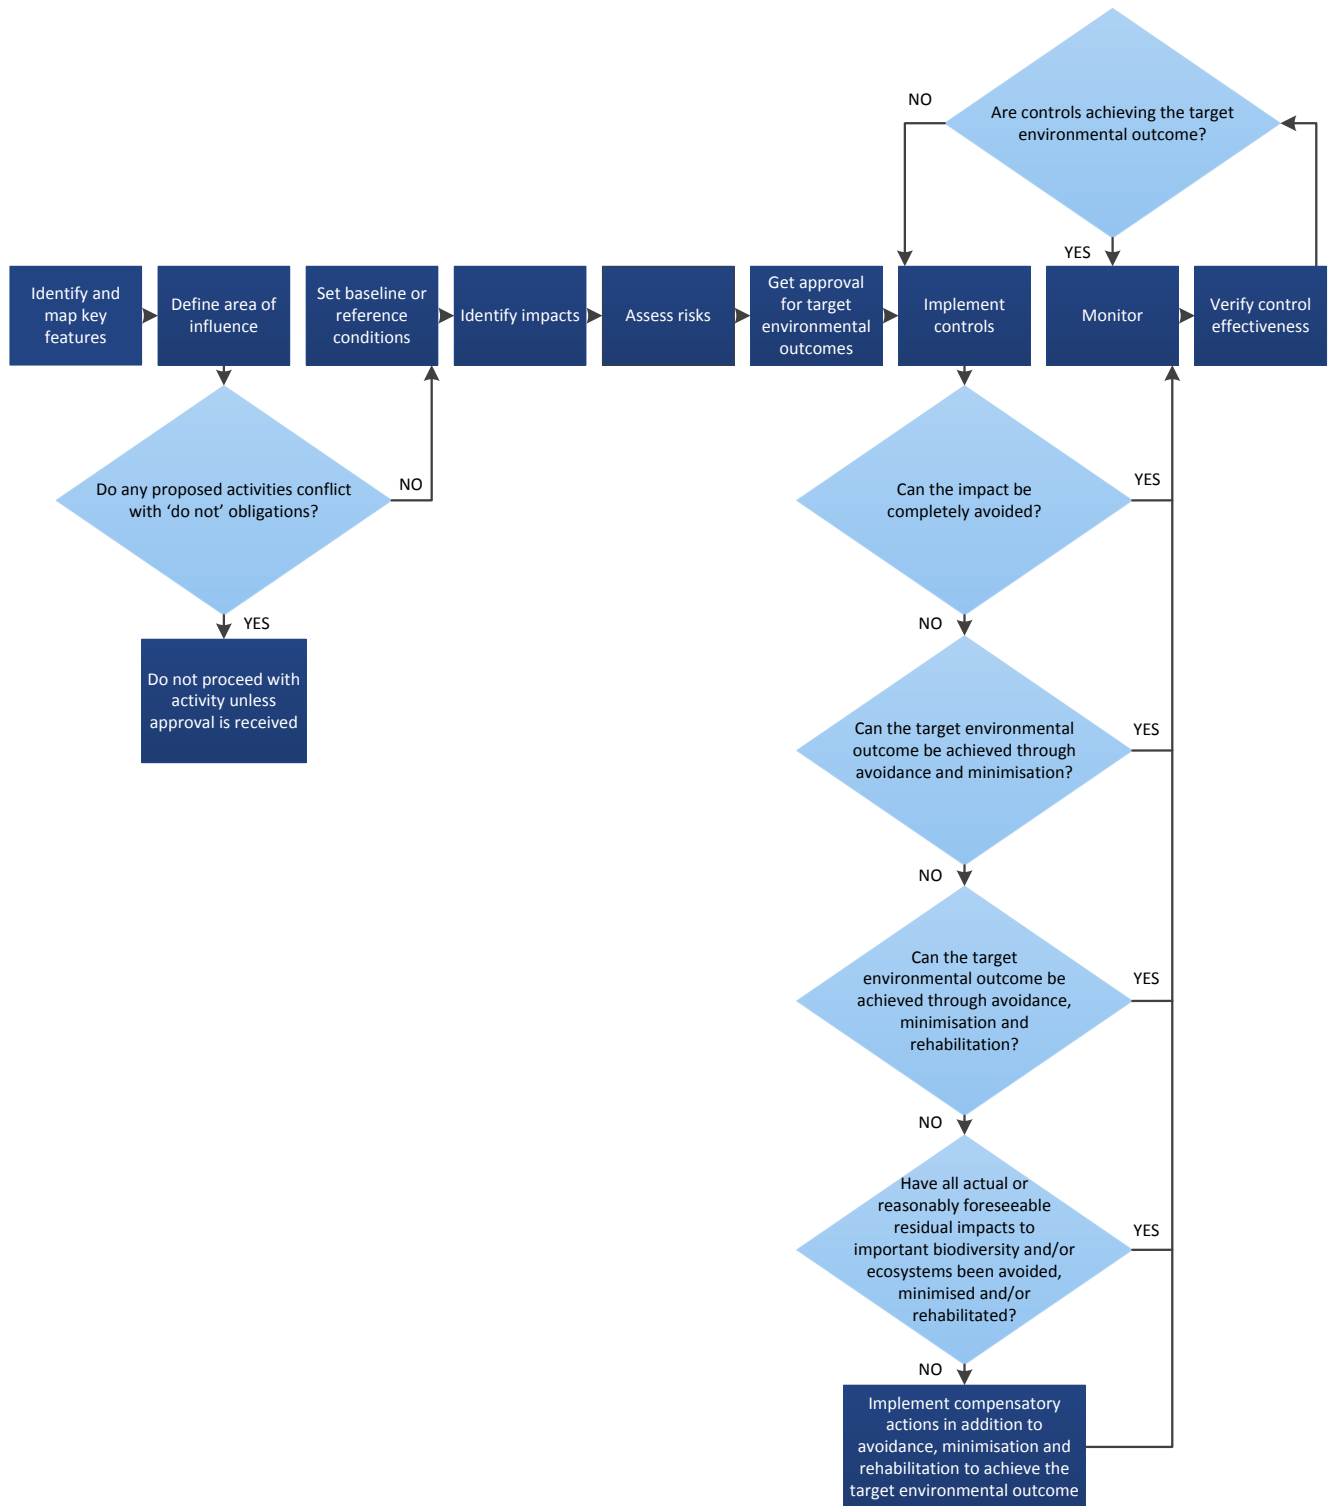 Are controls achieving the target
environmental outcome?
NO
YES
Identify and
map key
features
Define area of
influence
Set baseline or
reference
conditions
Identify impacts
Assess risks
Get approval
for target
environmental
outcomes
Implement
controls
Monitor
Verify control
effectiveness
Do any proposed activities conflict
with ‘do not’ obligations?
NO
YES
Do not proceed with
activity unless
approval is received
Can the impact be
completely avoided?
YES
NO
Can the target environmental
outcome be achieved through
avoidance and minimisation?
YES
NO
Can the target
environmental outcome be
achieved through avoidance,
minimisation and
rehabilitation?
YES
NO
Have all actual or
reasonably foreseeable
residual impacts to
important biodiversity and/or
ecosystems been avoided,
minimised and/or
rehabilitated?
YES
NO
Implement compensatory
actions in addition to
avoidance, minimisation and
rehabilitation to achieve the
target environmental outcome